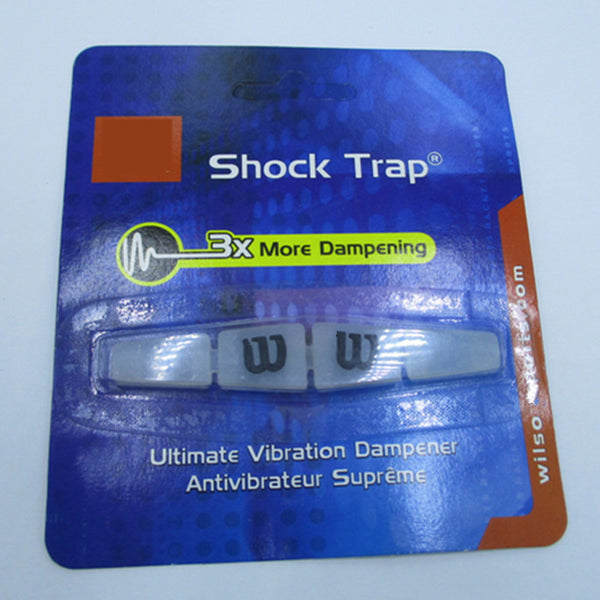 Shock Trap®
3x More Dampening
W W
Ultimate Vibration Dampener
Antivibrateur Suprême